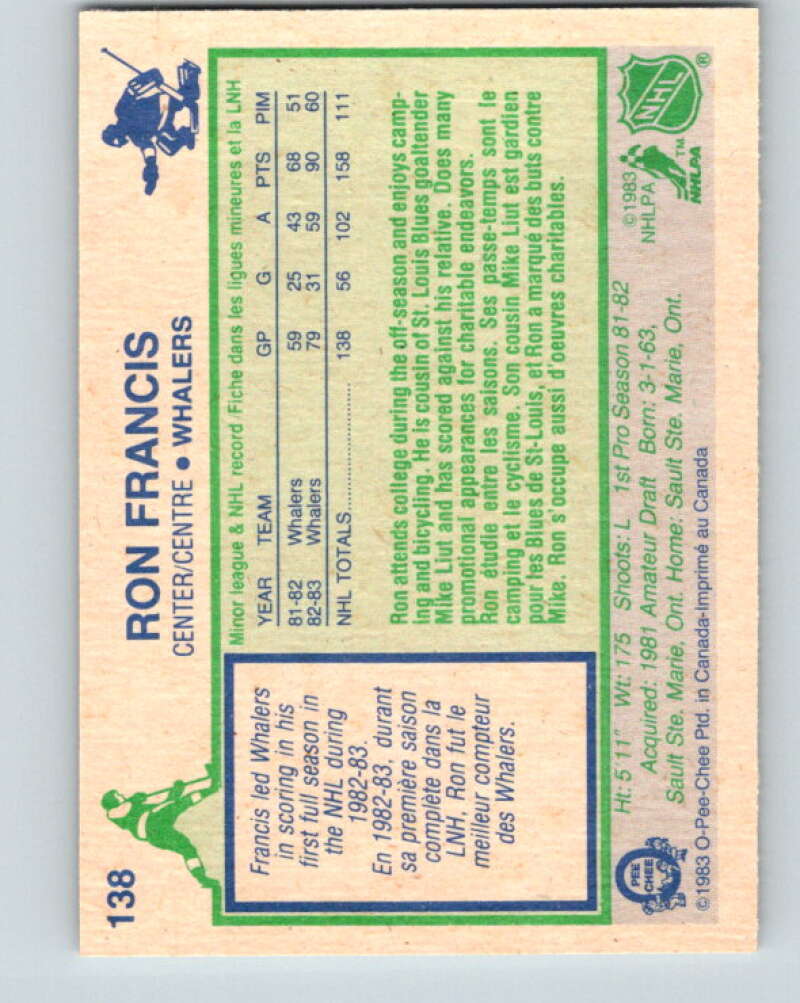 138
RON FRANCIS
CENTER/CENTRE • WHALERS
Francis led Whalers
in scoring in his
first full season in
the NHL during
1982-83.
En 1982-83, durant
sa première saison
complète dans la
LNH, Ron fut le
meilleur compteur
des Whalers.
Minor league & NHL record/Fiche dans les ligues mineures et la LNH
YEAR TEAM GP G A PTS PIM
81-82 Whalers 59 25 43 68 51
82-83 Whalers 79 31 59 90 60
NHL TOTALS 138 56 102 158 111
Ron attends college during the off-season and enjoys camp-
ing and bicycling. He is cousin of St. Louis Blues goaltender
Mike Liut and has scored against his relative. Does many
promotional appearances for charitable endeavors.
Ron étudie entre les saisons. Ses passe-temps sont le
camping et le cyclisme. Son cousin Mike Liut est gardien
pour les Blues de St-Louis, et Ron a marqué des buts contre
Mike. Ron s'occupe aussi d'oeuvres charitables.
Ht: 5'11" Wt: 175 Shoots: L 1st Pro Season 81-82
Acquired: 1981 Amateur Draft Born: 3-1-63,
Sault Ste. Marie, Ont. Home: Sault Ste. Marie, Ont.
©1983 O-Pee-Chee Ptd. in Canada-Imprimé au Canada
O
PEE
CHEE
©1983
NHLPA
NHLPA
™
NHL
®